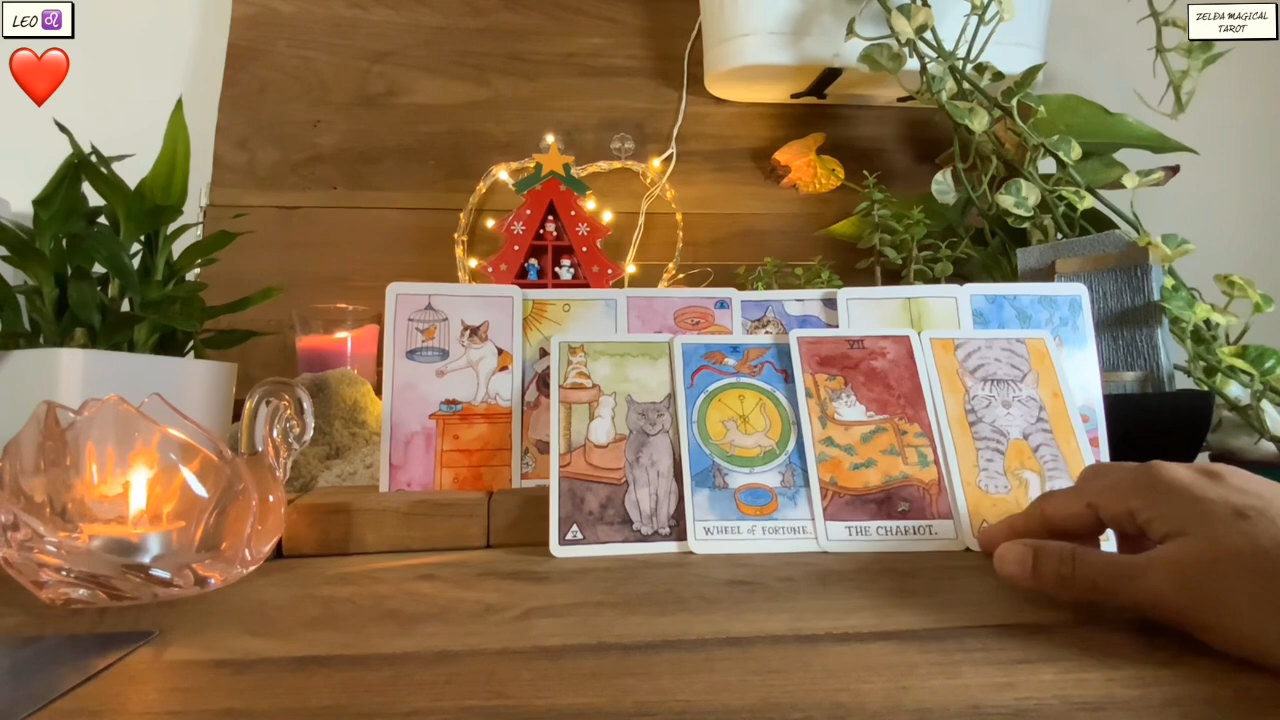 LEO ♌
ZELDA MAGICAL
TAROT
X
VII
V
WHEEL of FORTUNE.
THE CHARIOT.